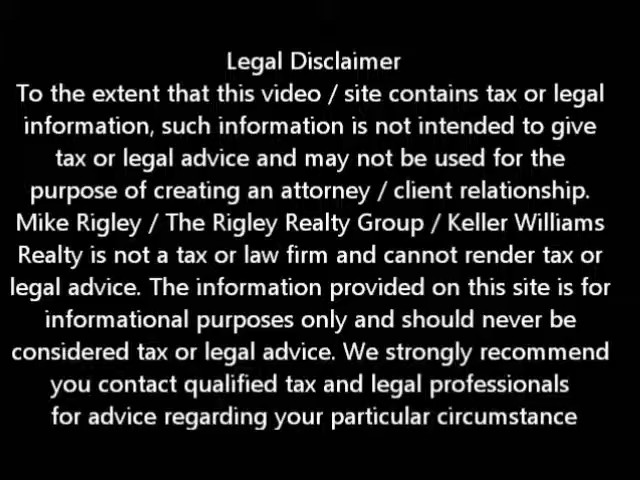 Legal Disclaimer
To the extent that this video / site contains tax or legal
information, such information is not intended to give
tax or legal advice and may not be used for the
purpose of creating an attorney / client relationship.
Mike Rigley / The Rigley Realty Group / Keller Williams
Realty is not a tax or law firm and cannot render tax or
legal advice. The information provided on this site is for
informational purposes only and should never be
considered tax or legal advice. We strongly recommend
you contact qualified tax and legal professionals
for advice regarding your particular circumstance